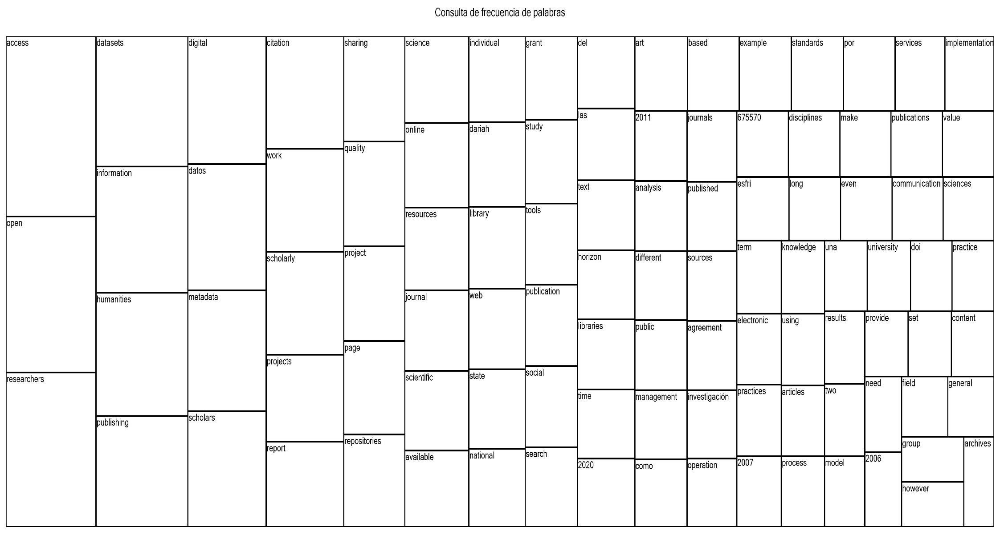 Consulta de frecuencia de palabras
access
open
researchers
datasets
information
humanities
publishing
digital
datos
metadata
scholars
citation
work
scholarly
projects
report
sharing
quality
project
page
repositories
science
online
resources
journal
scientific
available
individual
dariah
library
web
state
national
grant
study
tools
publication
social
search
del
las
text
horizon
libraries
time
2020
art
2011
analysis
different
public
management
como
based
journals
published
sources
agreement
investigación
operation
example
standards
por
services
implementation
675570
disciplines
make
publications
value
esfri
long
even
communication
sciences
term
electronic
practices
2007
knowledge
using
articles
process
una
university
doi
practice
results
two
model
provide
set
content
need
2006
field
general
group
however
archives